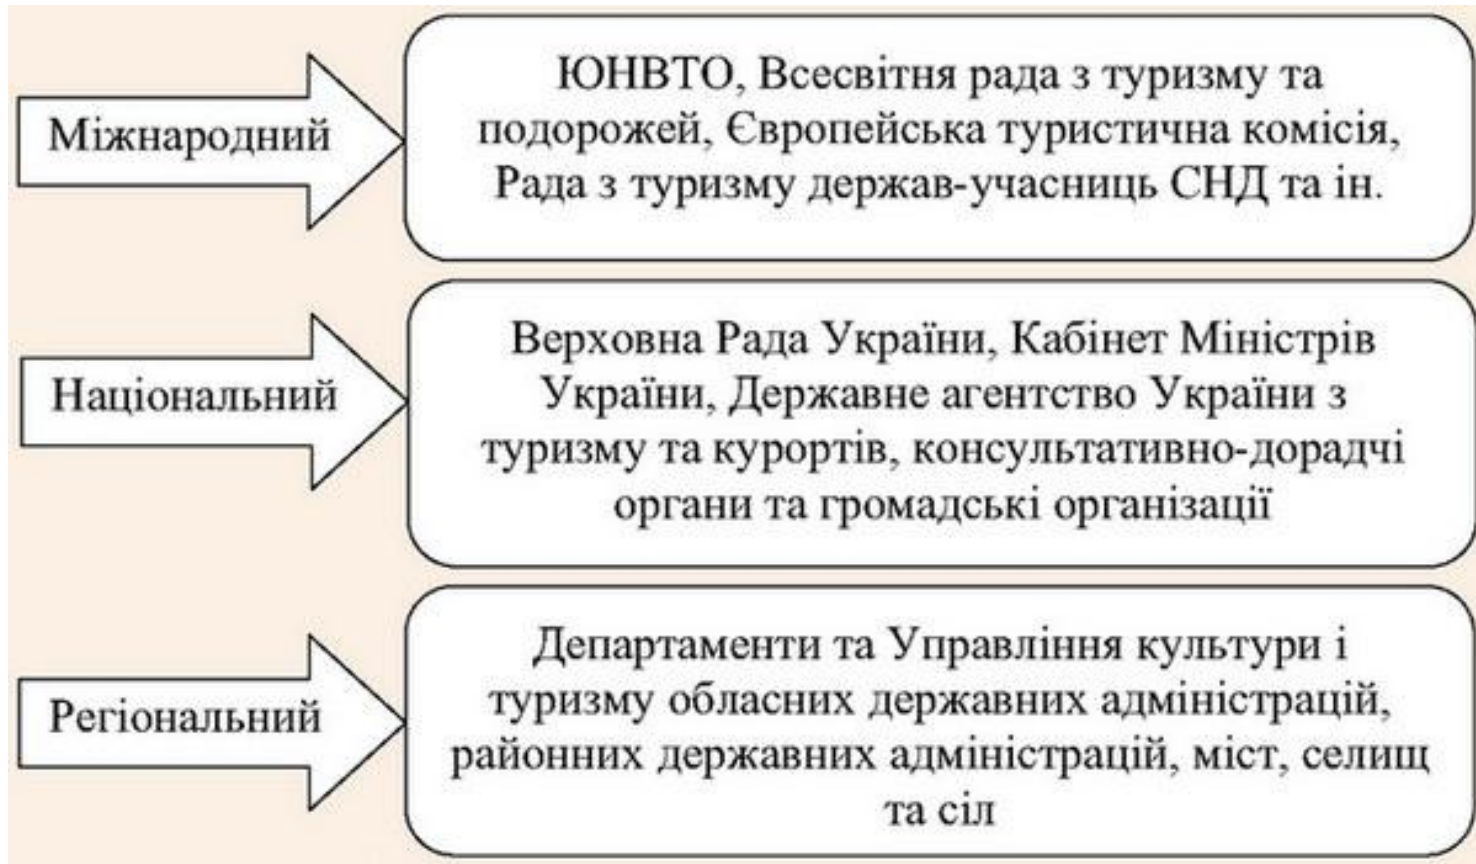 Міжнародний
ЮНВТО, Всесвітня рада з туризму та
подорожей, Європейська туристична комісія,
Рада з туризму держав-учасниць СНД та ін.
Національний
Верховна Рада України, Кабінет Міністрів
України, Державне агентство України з
туризму та курортів, консультативно-дорадчі
органи та громадські організації
Регіональний
Департаменти та Управління культури і
туризму обласних державних адміністрацій,
районних державних адміністрацій, міст, селищ
та сіл